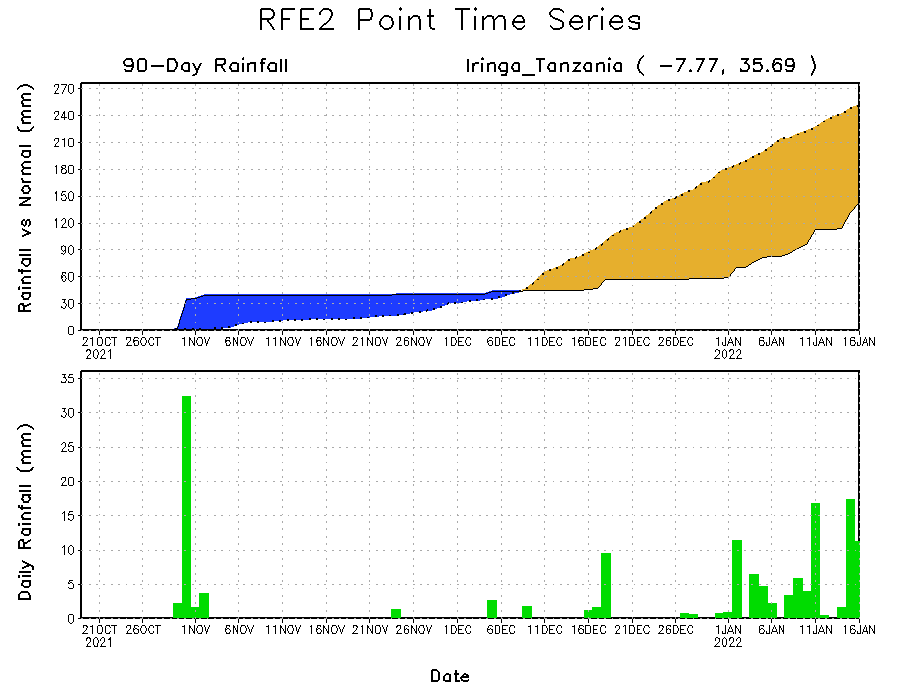 RFE2 Point Time Series
90-Day Rainfall
Iringa_Tanzania ( -7.77, 35.69 )
Rainfall vs Normal (mm)
270
240
210
180
150
120
90
60
30
0
21OCT 26OCT 1NOV 6NOV 11NOV 16NOV 21NOV 26NOV 1DEC 6DEC 11DEC 16DEC 21DEC 26DEC 1JAN 6JAN 11JAN 16JAN
2021 2022
Daily Rainfall (mm)
35
30
25
20
15
10
5
0
21OCT 26OCT 1NOV 6NOV 11NOV 16NOV 21NOV 26NOV 1DEC 6DEC 11DEC 16DEC 21DEC 26DEC 1JAN 6JAN 11JAN 16JAN
2021 2022
Date